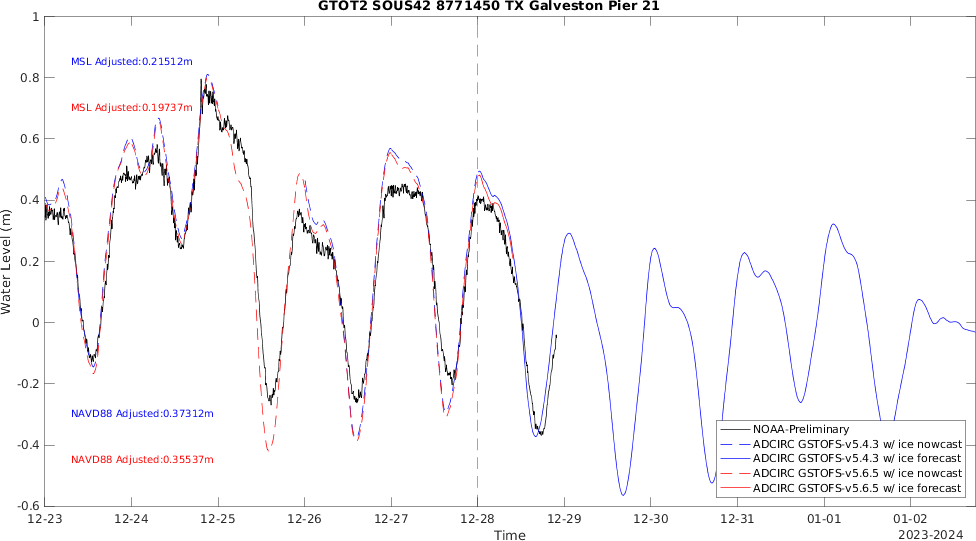 GTOT2 SOUS42 8771450 TX Galveston Pier 21
1
0.8
0.6
0.4
0.2
0
-0.2
-0.4
-0.6
Water Level (m)
MSL Adjusted:0.21512m
MSL Adjusted:0.19737m
NAVD88 Adjusted:0.37312m
NAVD88 Adjusted:0.35537m
NOAA-Preliminary
ADCIRC GSTOFS-v5.4.3 w/ ice nowcast
ADCIRC GSTOFS-v5.4.3 w/ ice forecast
ADCIRC GSTOFS-v5.6.5 w/ ice nowcast
ADCIRC GSTOFS-v5.6.5 w/ ice forecast
12-23 12-24 12-25 12-26 12-27 12-28 12-29 12-30 12-31 01-01 01-02
Time
2023-2024